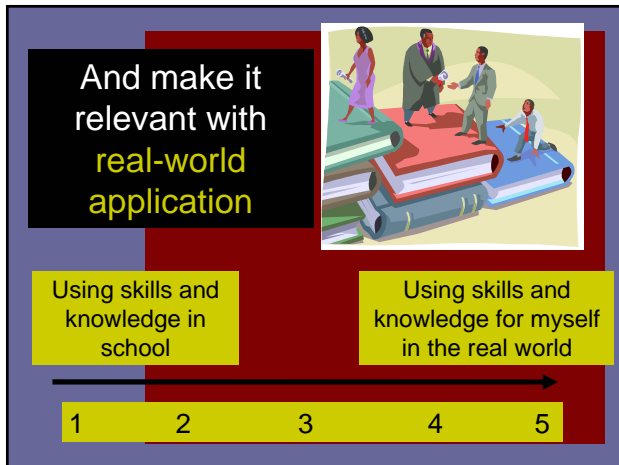 And make it
relevant with
real-world
application
Using skills and
knowledge in
school
Using skills and
knowledge for myself
in the real world
1 2 3 4 5